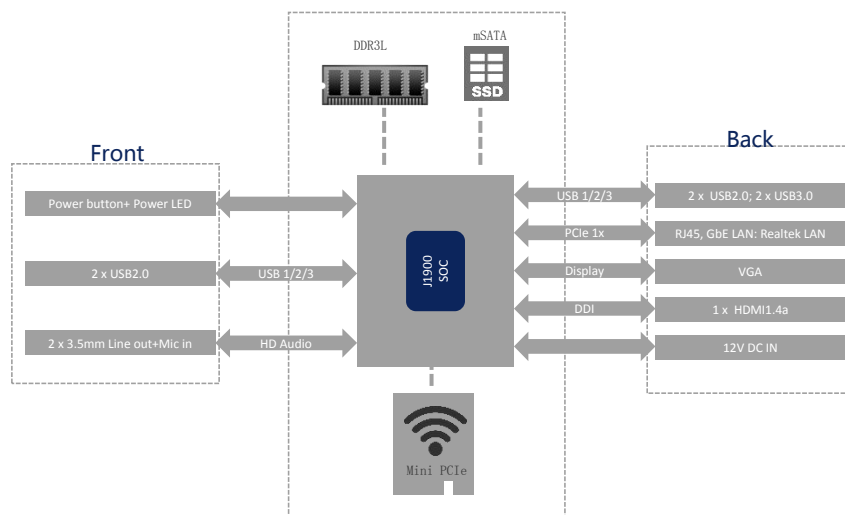 DDR3L
mSATA
SSD
Front
Power button+ Power LED
2 x USB2.0
USB 1/2/3
2 x 3.5mm Line out+Mic in
HD Audio
J1900
SOC
Back
USB 1/2/3
2 x USB2.0; 2 x USB3.0
PCIe 1x
RJ45, GbE LAN: Realtek LAN
Display
VGA
DDI
1 x HDMI1.4a
12V DC IN
Mini PCIe